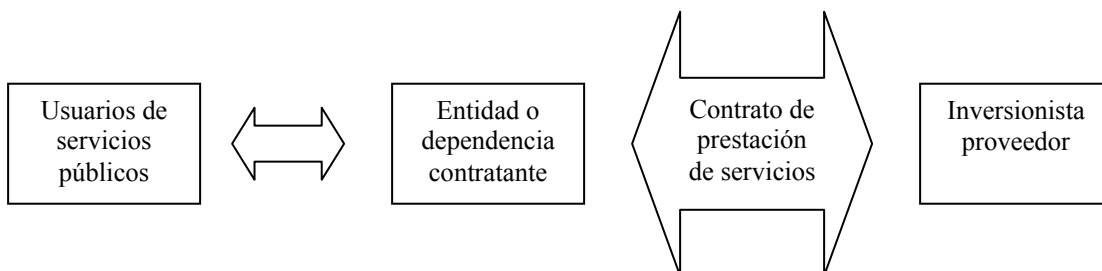 Usuarios de
servicios
públicos
Entidad o
dependencia
contratante
Contrato de
prestación
de servicios
Inversionista
proveedor